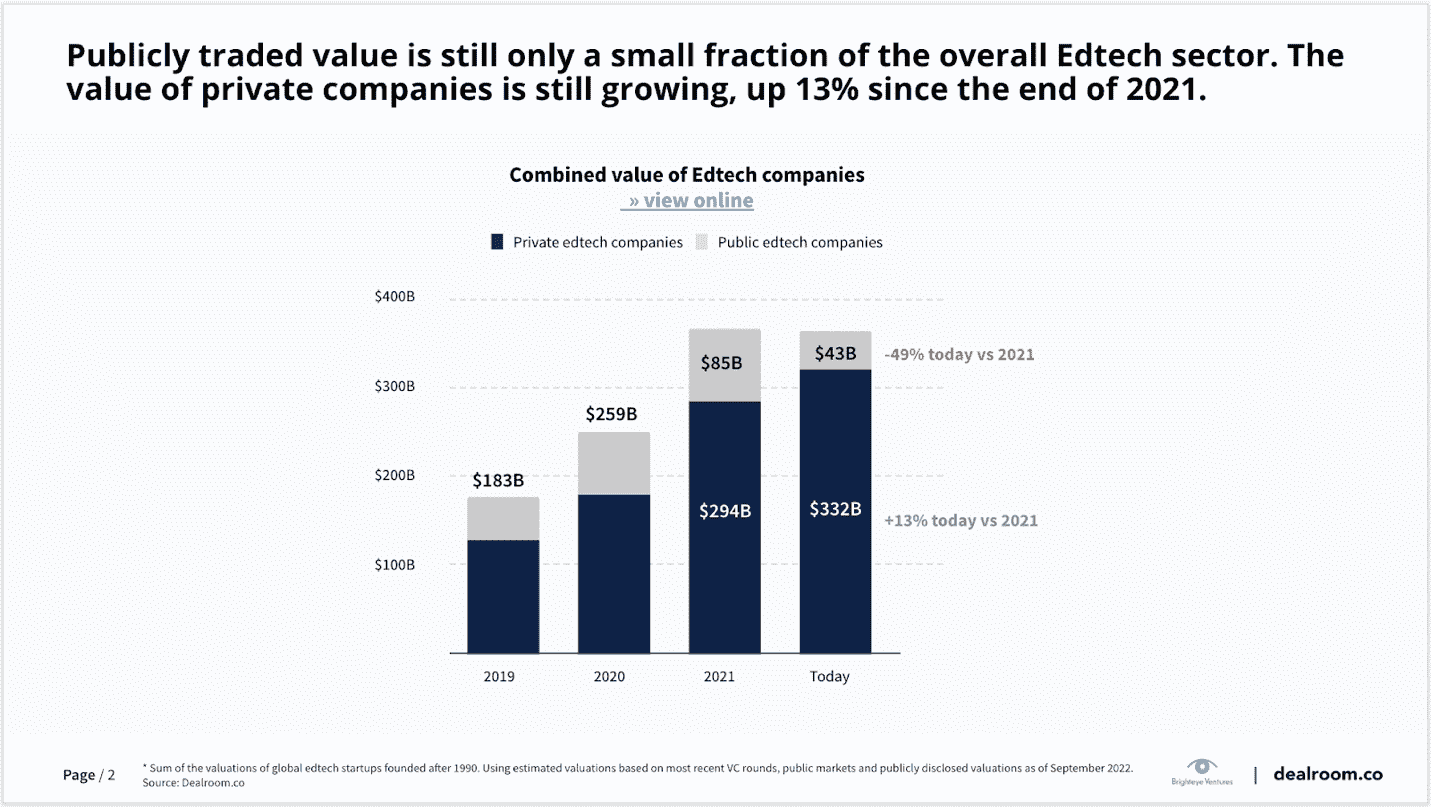 Publicly traded value is still only a small fraction of the overall Edtech sector. The
value of private companies is still growing, up 13% since the end of 2021.
Combined value of Edtech companies
» view online
Private edtech companies
Public edtech companies
$400B
$300B
$200B
$100B
$183B
$259B
$85B
$294B
$43B
$332B
-49% today vs 2021
+13% today vs 2021
2019
2020
2021
Today
Page / 2
* Sum of the valuations of global edtech startups founded after 1990. Using estimated valuations based on most recent VC rounds, public markets and publicly disclosed valuations as of September 2022.
Source: Dealroom.co
Brighteye Ventures
| dealroom.co